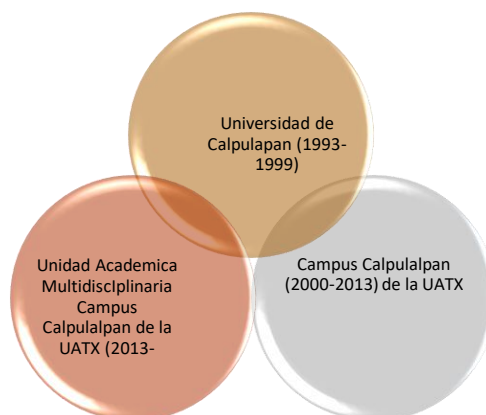 Universidad de
Calpulapan (1993-
1999)
Unidad Academica
MultidiscIplinaria
Campus
Calpulalpan de la
UATX (2013-
Campus Calpulalpan
(2000-2013) de la UATX